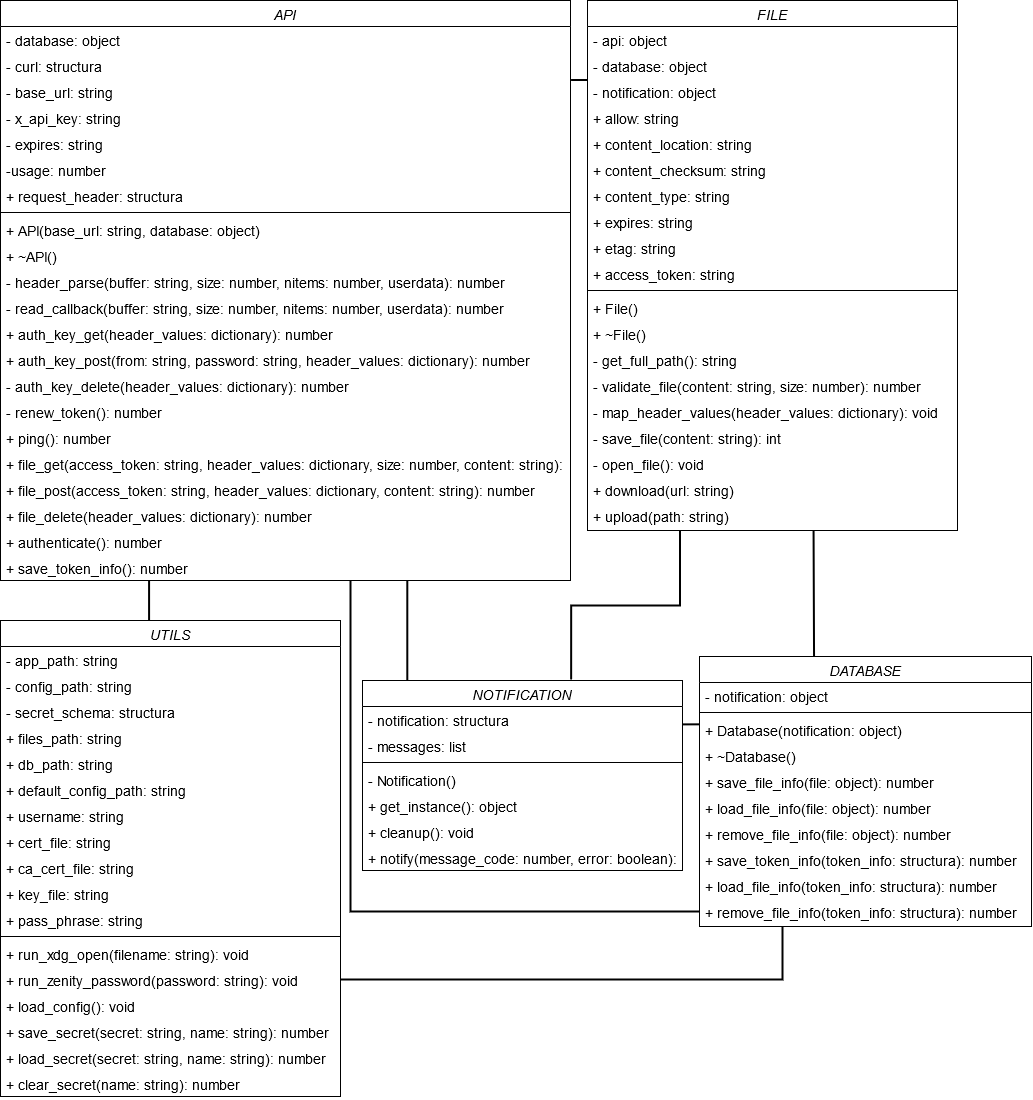 API
- database: object
- curl: structura
- base_url: string
- x_api_key: string
- expires: string
-usage: number
+ request_header: structura
+ API(base_url: string, database: object)
+ ~API()
- header_parse(buffer: string, size: number, nitems: number, userdata): number
- read_callback(buffer: string, size: number, nitems: number, userdata): number
+ auth_key_get(header_values: dictionary): number
+ auth_key_post(from: string, password: string, header_values: dictionary): number
- auth_key_delete(header_values: dictionary): number
- renew_token(): number
+ ping(): number
+ file_get(access_token: string, header_values: dictionary, size: number, content: string):
+ file_post(access_token: string, header_values: dictionary, content: string): number
+ file_delete(header_values: dictionary): number
+ authenticate(): number
+ save_token_info(): number
FILE
- api: object
- database: object
- notification: object
+ allow: string
+ content_location: string
+ content_checksum: string
+ content_type: string
+ expires: string
+ etag: string
+ access_token: string
+ File()
+ ~File()
- get_full_path(): string
- validate_file(content: string, size: number): number
- map_header_values(header_values: dictionary): void
- save_file(content: string): int
- open_file(): void
+ download(url: string)
+ upload(path: string)
UTILS
- app_path: string
- config_path: string
- secret_schema: structura
+ files_path: string
+ db_path: string
+ default_config_path: string
+ username: string
+ cert_file: string
+ ca_cert_file: string
+ key_file: string
+ pass_phrase: string
+ run_xdg_open(filename: string): void
+ run_zenity_password(password: string): void
+ load_config(): void
+ save_secret(secret: string, name: string): number
+ load_secret(secret: string, name: string): number
+ clear_secret(name: string): number
NOTIFICATION
- notification: structura
- messages: list
- Notification()
+ get_instance(): object
+ cleanup(): void
+ notify(message_code: number, error: boolean):
DATABASE
- notification: object
+ Database(notification: object)
+ ~Database()
+ save_file_info(file: object): number
+ load_file_info(file: object): number
+ remove_file_info(file: object): number
+ save_token_info(token_info: structura): number
+ load_file_info(token_info: structura): number
+ remove_file_info(token_info: structura): number